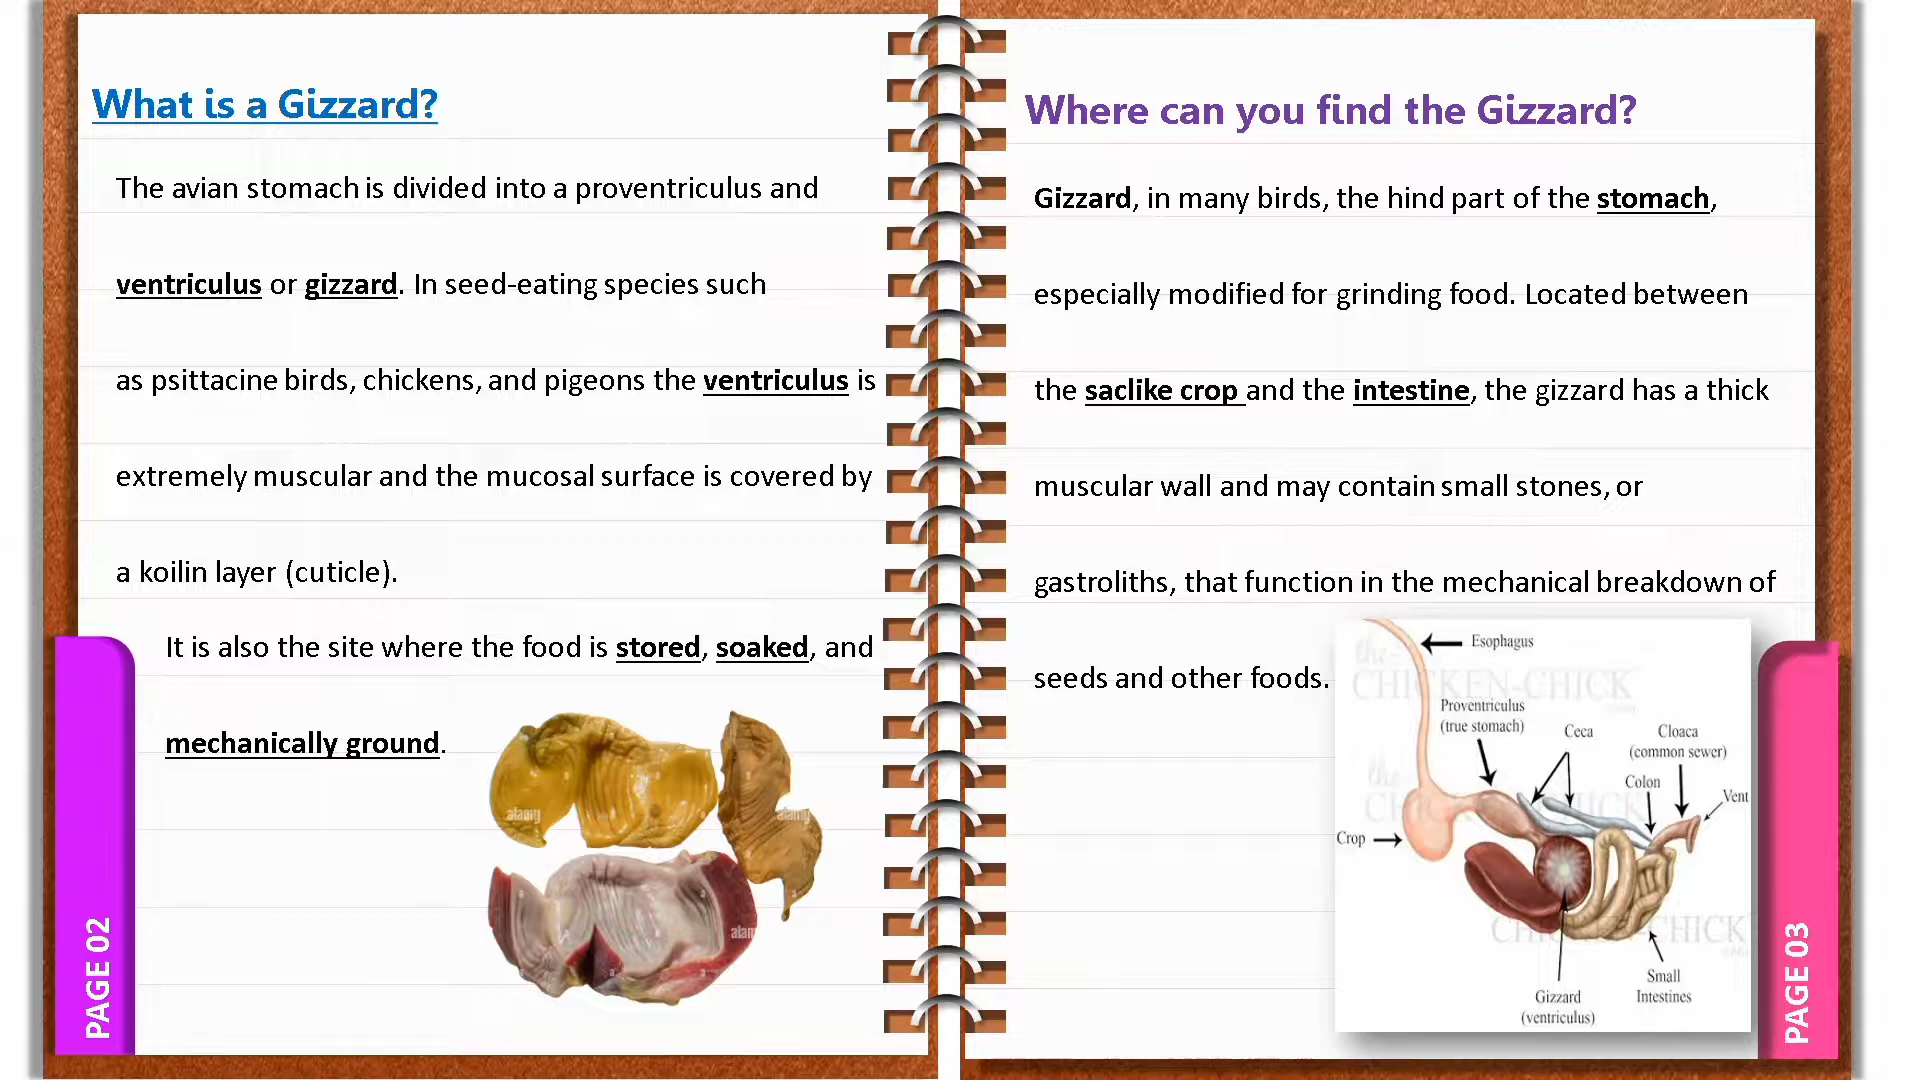 What is a Gizzard?
The avian stomach is divided into a proventriculus and
ventriculus or gizzard. In seed-eating species such
as psittacine birds, chickens, and pigeons the ventriculus is
extremely muscular and the mucosal surface is covered by
a koilin layer (cuticle).
It is also the site where the food is stored, soaked, and
mechanically ground.
alamy
alamy
alam
a
a
a
a
PAGE 02
Where can you find the Gizzard?
Gizzard, in many birds, the hind part of the stomach,
especially modified for grinding food. Located between
the saclike crop and the intestine, the gizzard has a thick
muscular wall and may contain small stones, or
gastroliths, that function in the mechanical breakdown of
seeds and other foods.
Esophagus
the-
CHICKEN-CHICK
Proventriculus
(true stomach)
Ceca
Cloaca
(common sewer)
Colon
Vent
Crop
Small
Intestines
Gizzard
(ventriculus)
PAGE 03